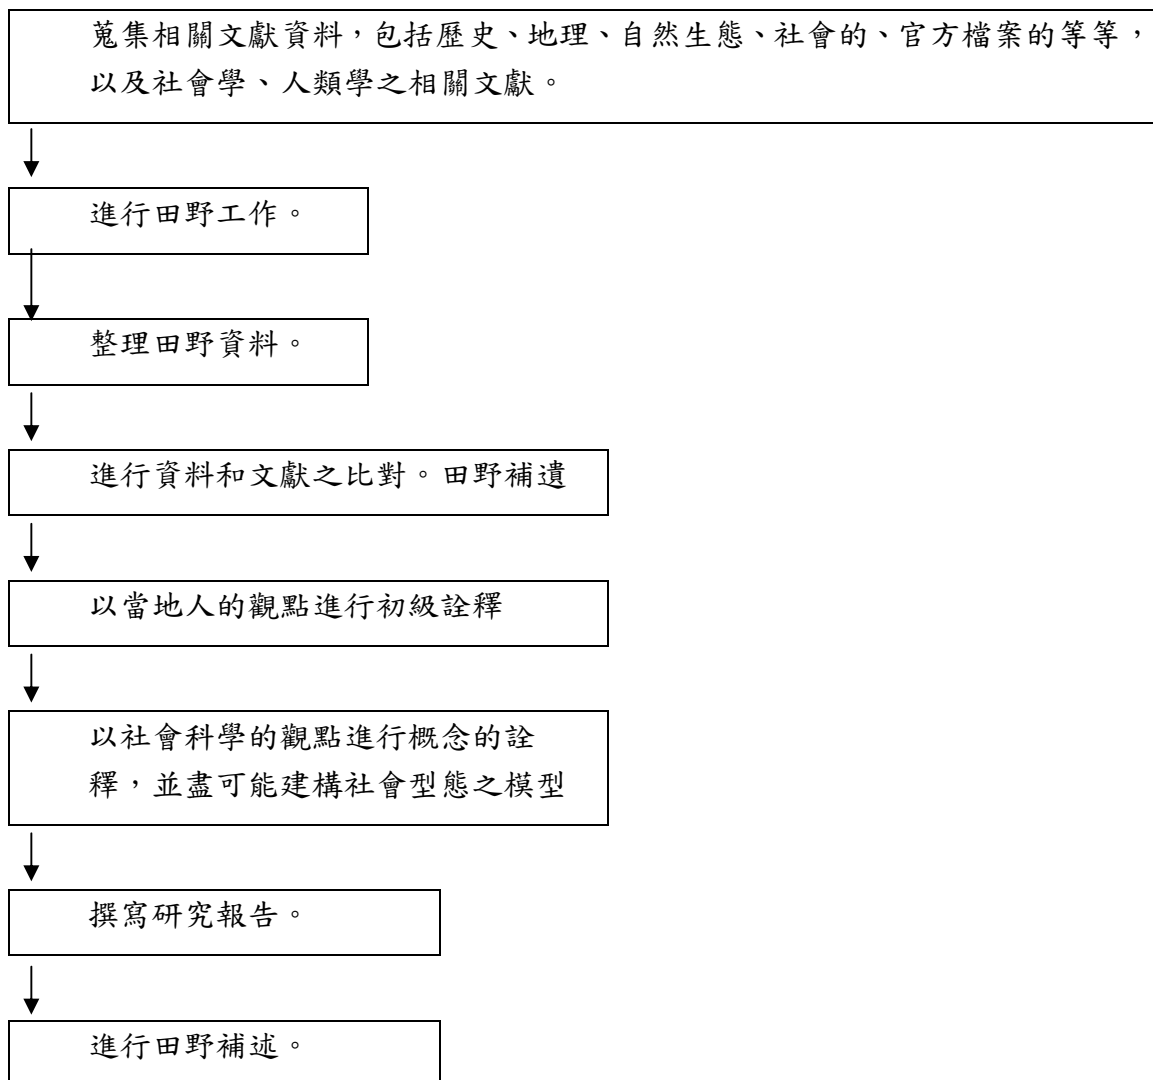 蒐集相關文獻資料，包括歷史、地理、自然生態、社會的、官方檔案的等等，
以及社會學、人類學之相關文獻。
進行田野工作。
整理田野資料。
進行資料和文獻之比對。田野補遺
以當地人的觀點進行初級詮釋
以社會科學的觀點進行概念的詮
釋，並盡可能建構社會型態之模型
撰寫研究報告。
進行田野補述。